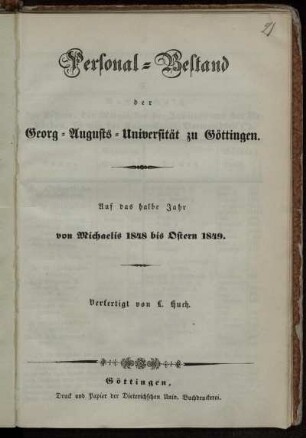 21
Personal-Bestand
der
Georg-Augusts-Universität zu Göttingen.
Auf das halbe Jahr
von Michaelis 1848 bis Ostern 1849.
Verfertigt von L. Huch.
Göttingen,
Druck und Papier der Dieterichschen Univ. Buchdruckerei.